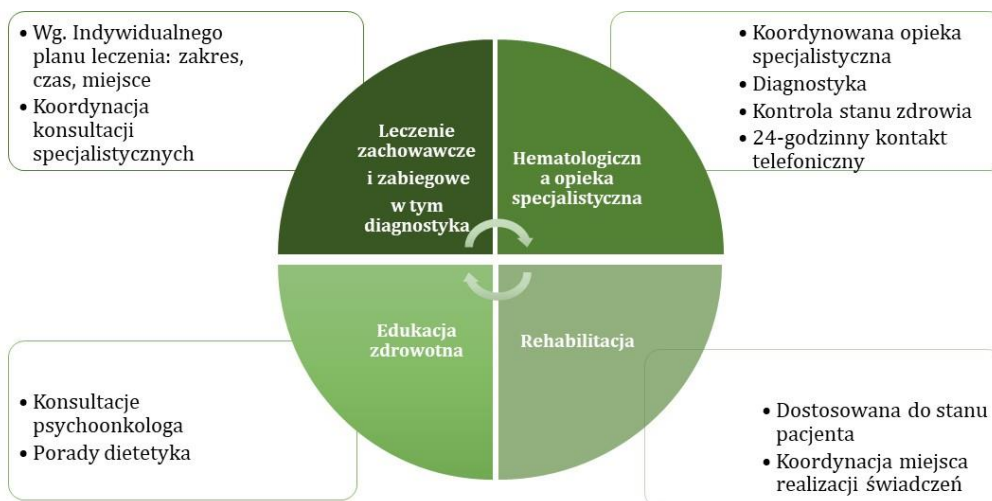 • Wg. Indywidualnego
planu leczenia: zakres,
czas, miejsce
• Koordynacja
konsultacji
specjalistycznych
Leczenie
zachowawcze
i zabiegowe
w tym
diagnostyka
Hematologiczn
a opieka
specjalistyczna
• Koordynowana opieka
specjalistyczna
• Diagnostyka
• Kontrola stanu zdrowia
• 24-godzinny kontakt
telefoniczny
• Konsultacje
psychoonkologa
• Porady dietetyka
Edukacja
zdrowotna
Rehabilitacja
• Dostosowana do stanu
pacjenta
• Koordynacja miejsca
realizacji świadczeń